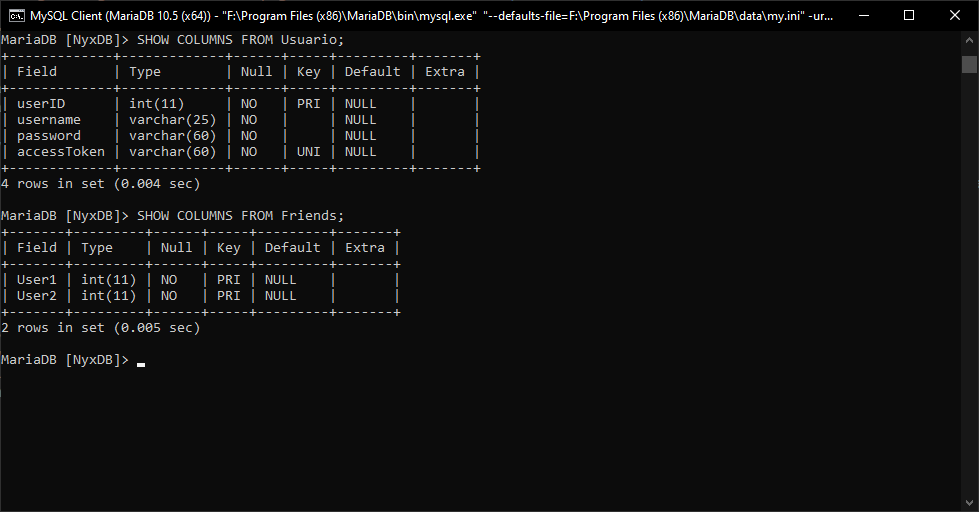 MySQL Client (MariaDB 10.5 (x64)) - "F:\Program Files (x86)\MariaDB\bin\mysql.exe"  "--defaults-file=F:\Program Files (x86)\MariaDB\data\my.ini" -ur...
MariaDB [NyxDB]> SHOW COLUMNS FROM Usuario;
+-------------+-------------+------+-----+---------+-------+
| Field       | Type        | Null | Key | Default | Extra |
+-------------+-------------+------+-----+---------+-------+
| userID      | int(11)     | NO   | PRI | NULL    |       |
| username    | varchar(25) | NO   |     | NULL    |       |
| password    | varchar(60) | NO   |     | NULL    |       |
| accessToken | varchar(60) | NO   | UNI | NULL    |       |
+-------------+-------------+------+-----+---------+-------+
4 rows in set (0.004 sec)
MariaDB [NyxDB]> SHOW COLUMNS FROM Friends;
+-------+---------+------+-----+---------+-------+
| Field | Type    | Null | Key | Default | Extra |
+-------+---------+------+-----+---------+-------+
| User1 | int(11) | NO   | PRI | NULL    |       |
| User2 | int(11) | NO   | PRI | NULL    |       |
+-------+---------+------+-----+---------+-------+
2 rows in set (0.005 sec)
MariaDB [NyxDB]>